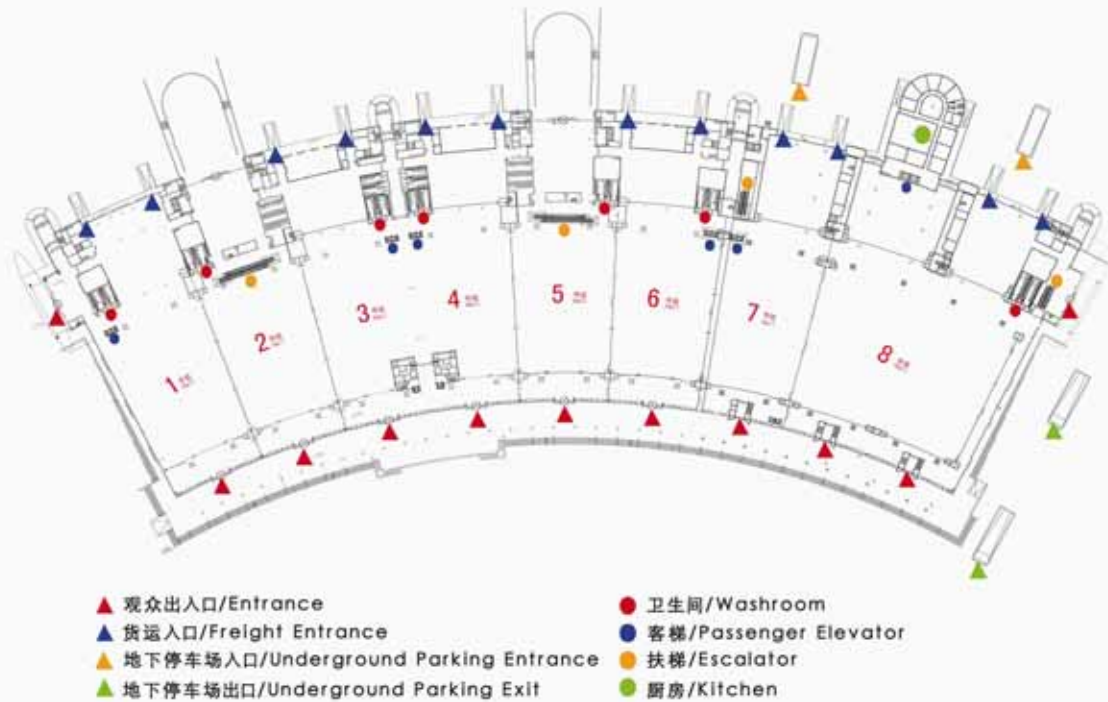 1
2
3
4
5
6
7
8
观众出入口/Entrance
货运入口/Freight Entrance
地下停车场入口/Underground Parking Entrance
地下停车场出口/Underground Parking Exit
卫生间/Washroom
客梯/Passenger Elevator
扶梯/Escalator
厨房/Kitchen